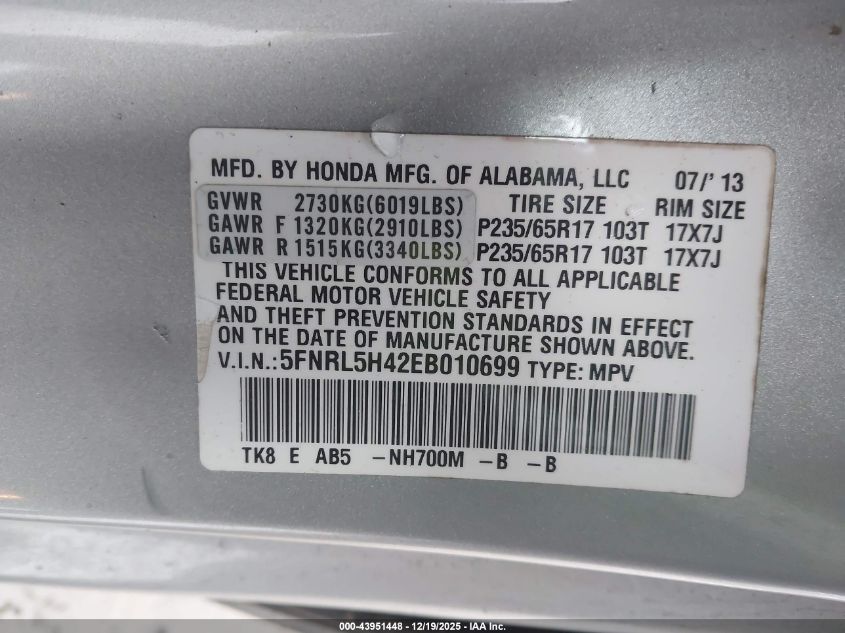 MFD. BY HONDA MFG. OF ALABAMA, LLC 07/' 13
GVWR 2730KG(6019LBS) TIRE SIZE RIM SIZE
GAWR F 1320KG(2910LBS) P235/65R17 103T 17X7J
GAWR R 1515KG(3340LBS) P235/65R17 103T 17X7J
THIS VEHICLE CONFORMS TO ALL APPLICABLE
FEDERAL MOTOR VEHICLE SAFETY
AND THEFT PREVENTION STANDARDS IN EFFECT
ON THE DATE OF MANUFACTURE SHOWN ABOVE.
V.I.N.: 5FNRL5H42EB010699 TYPE: MPV
TK8 E AB5 -NH700M -B -B
000-43951448 - 12/19/2025 - IAA Inc.